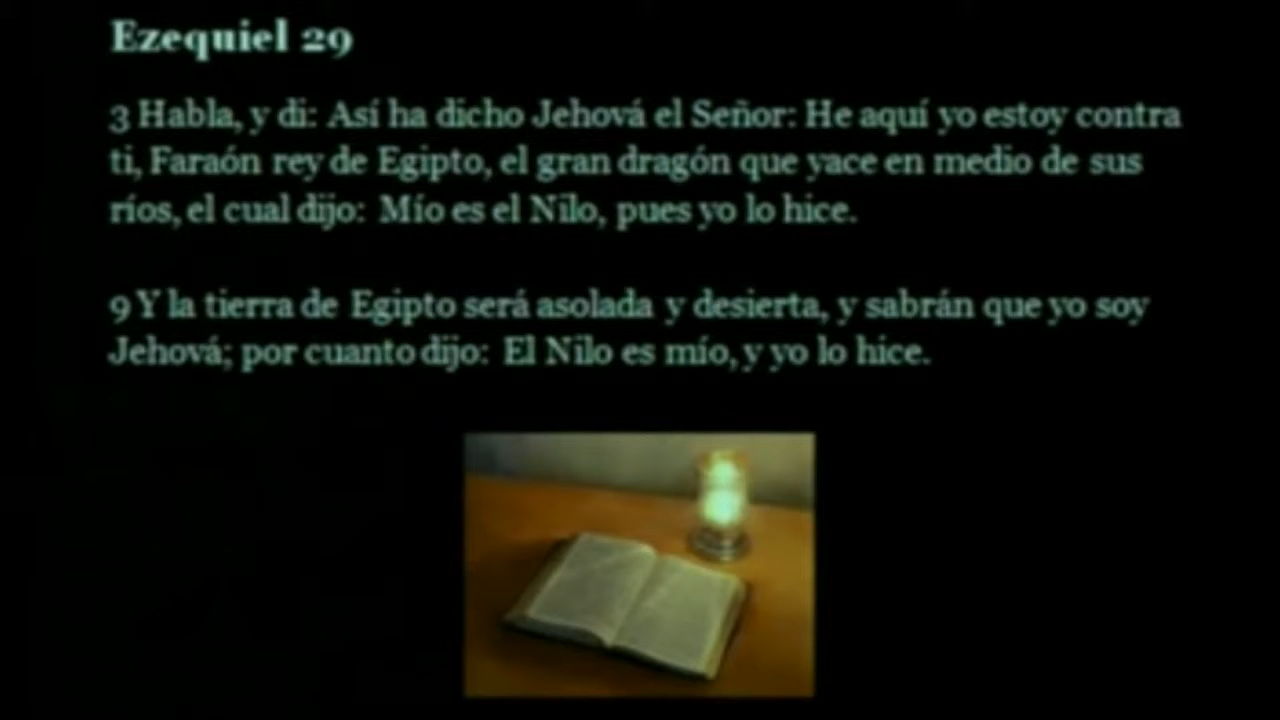 Ezequiel 29
3 Habla, y di: Así ha dicho Jehová el Señor: He aquí yo estoy contra
ti, Faraón rey de Egipto, el gran dragón que yace en medio de sus
ríos, el cual dijo: Mío es el Nilo, pues yo lo hice.
9 Y la tierra de Egipto será asolada y desierta, y sabrán que yo soy
Jehová; por cuanto dijo: El Nilo es mío, y yo lo hice.